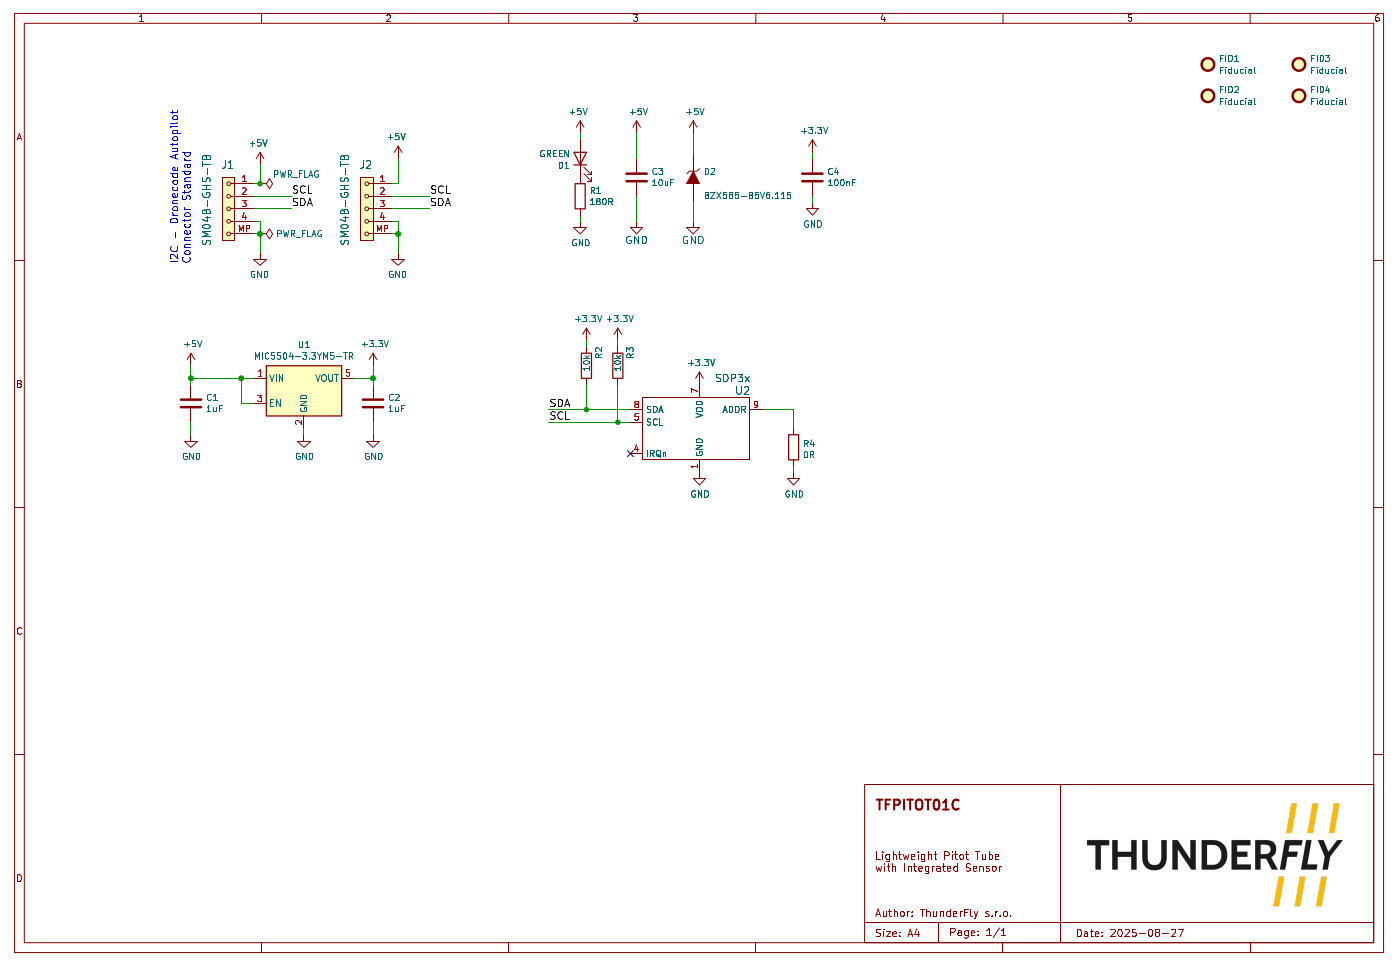 1 2 3 4 5 6
A
B
C
D
FID1
Fiducial
FID3
Fiducial
FID2
Fiducial
FID4
Fiducial
I2C - Dronecode Autopilot
Connector Standard
J1
SM04B-GHS-TB
+5V
PWR_FLAG
1
2
3
4
MP
SCL
SDA
PWR_FLAG
GND
J2
SM04B-GHS-TB
+5V
1
2
3
4
MP
SCL
SDA
GND
+5V
GREEN
D1
R1
180R
GND
+5V
C3
10uF
GND
+5V
D2
BZX585-B5V6,115
GND
+3.3V
C4
100nF
GND
+5V
C1
1uF
GND
U1
MIC5504-3.3YM5-TR
1 VIN
VOUT 5
3 EN
GND
2
GND
+3.3V
C2
1uF
GND
+3.3V +3.3V
10k R2
10k R3
+3.3V
SDP3x
U2
7
VDD
SDA
SCL
8 SDA
5 SCL
4 IRQn
ADDR 9
GND
1
GND
R4
0R
GND
TFPITOT01C
Lightweight Pitot Tube
with Integrated Sensor
Author: ThunderFly s.r.o.
Size: A4
Page: 1/1
Date: 2025-08-27
THUNDERFLY